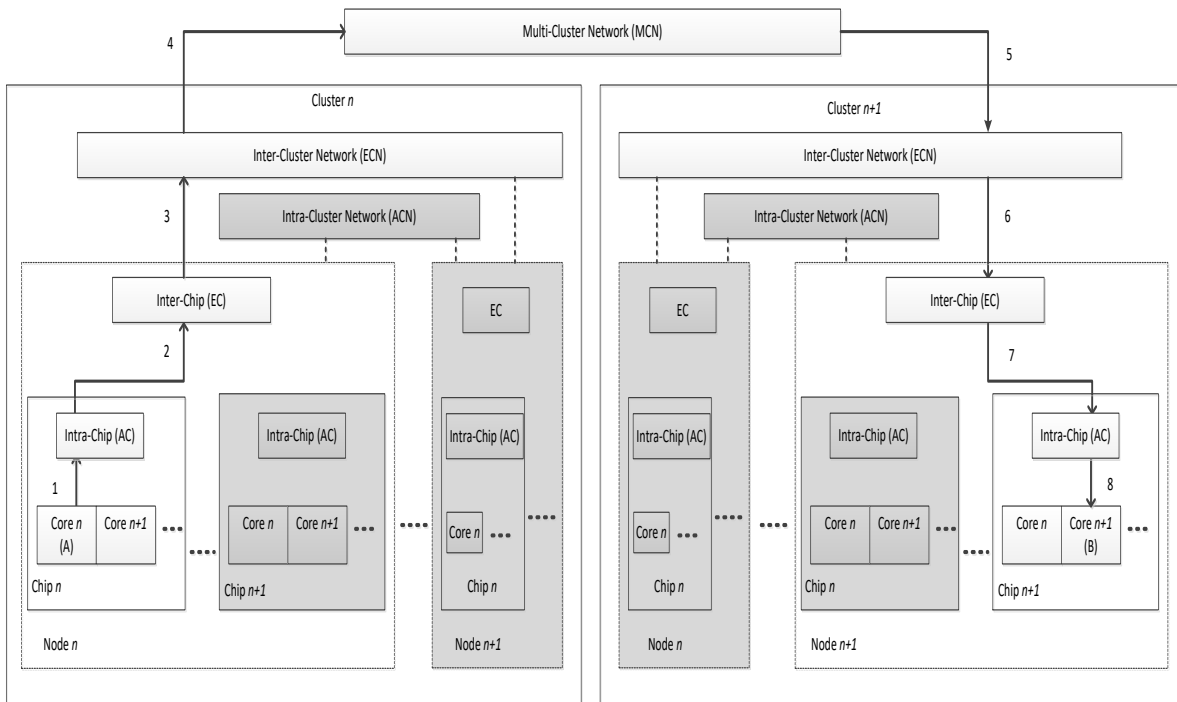 4
Multi-Cluster Network (MCN)
5
Cluster n
Cluster n+1
Inter-Cluster Network (ECN)
Inter-Cluster Network (ECN)
3
Intra-Cluster Network (ACN)
Intra-Cluster Network (ACN)
6
Inter-Chip (EC)
EC
EC
Inter-Chip (EC)
2
7
Intra-Chip (AC)
Intra-Chip (AC)
Intra-Chip (AC)
Intra-Chip (AC)
Intra-Chip (AC)
Intra-Chip (AC)
1
8
Core n
(A)
Core n+1
Core n
Core n+1
Core n
Core n
Core n
Core n+1
Core n
Core n+1
(B)
Chip n
Chip n+1
Chip n
Chip n
Chip n+1
Chip n+1
Node n
Node n+1
Node n
Node n+1